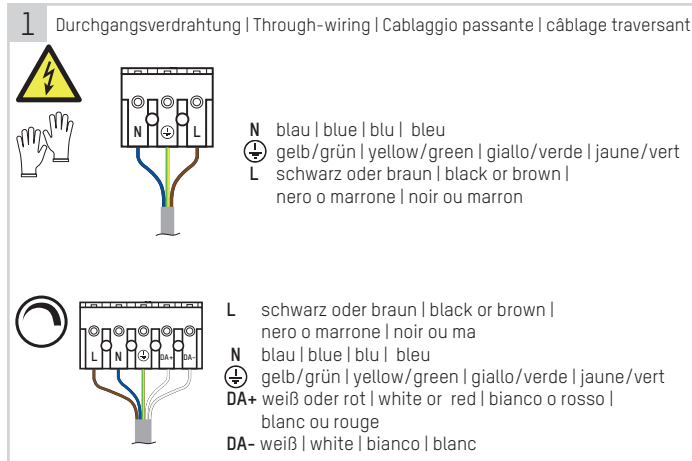 1 Durchgangsverdrahtung | Through-wiring | Cablaggio passante | câblage traversant
N L
N blau | blue | blu | bleu
gelb/grün | yellow/green | giallo/verde | jaune/vert
L schwarz oder braun | black or brown |
nero o marrone | noir ou marron
L N DA+ DA-
L schwarz oder braun | black or brown |
nero o marrone | noir ou ma
N blau | blue | blu | bleu
gelb/grün | yellow/green | giallo/verde | jaune/vert
DA+ weiß oder rot | white or red | bianco o rosso |
blanc ou rouge
DA- weiß | white | bianco | blanc